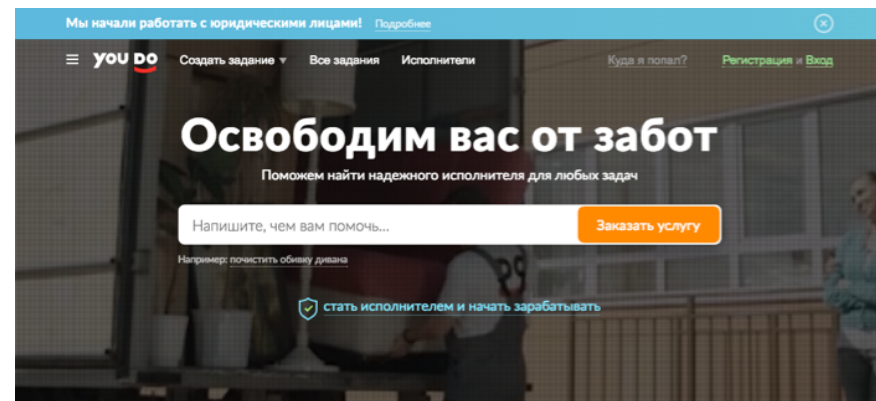 Мы начали работать с юридическими лицами! Подробнее
YOU DO Создать задание Все задания Исполнители Куда я попал? Регистрация и Вход
Освободим вас от забот
Поможем найти надежного исполнителя для любых задач
Напишите, чем вам помочь... Заказать услугу
Например: почистить обивку дивана
стать исполнителем и начать зарабатывать